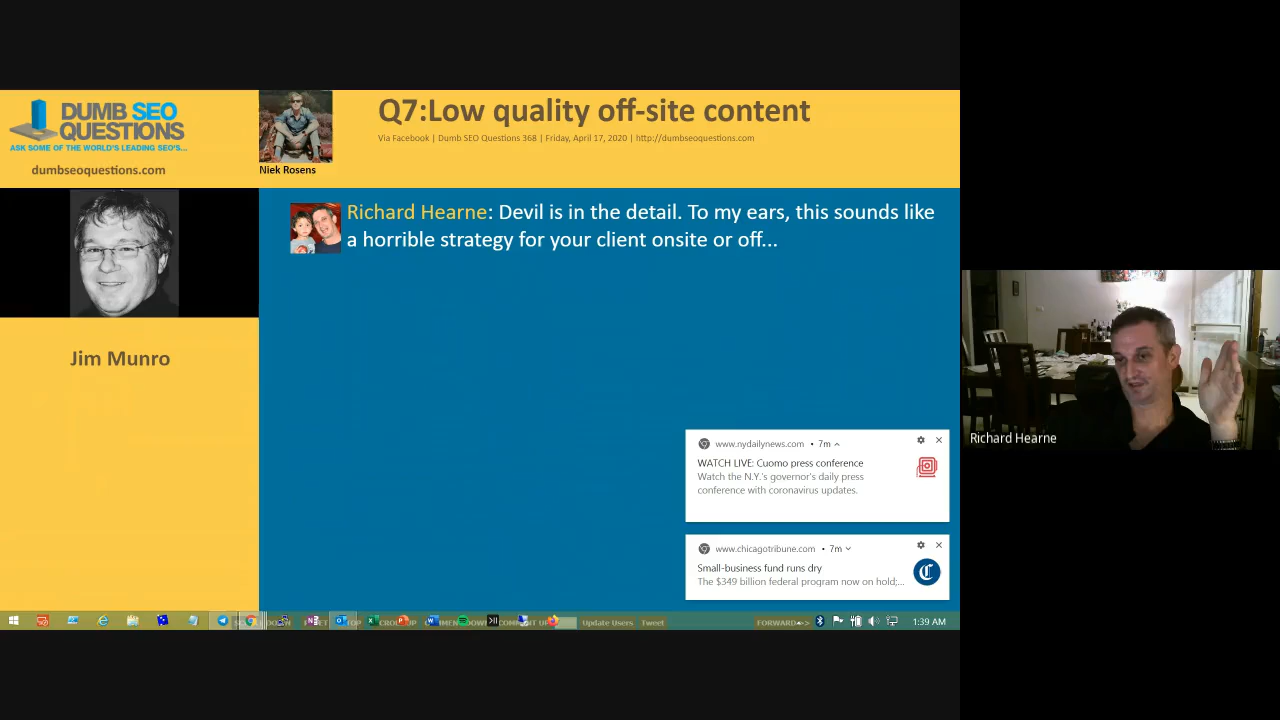 DUMB SEO
QUESTIONS
ASK SOME OF THE WORLD'S LEADING SEO'S...
dumbseoquestions.com
Niek Rosens
Q7:Low quality off-site content
Via Facebook | Dumb SEO Questions 368 | Friday, April 17, 2020 | http://dumbseoquestions.com
Jim Munro
Richard Hearne: Devil is in the detail. To my ears, this sounds like
a horrible strategy for your client onsite or off...
www.nydailynews.com • 7m
WATCH LIVE: Cuomo press conference
Watch the N.Y.'s governor's daily press
conference with coronavirus updates.
www.chicagotribune.com • 7m
Small-business fund runs dry
The $349 billion federal program now on hold;...
Richard Hearne
Update Users Tweet FORWARD-> 1:39 AM